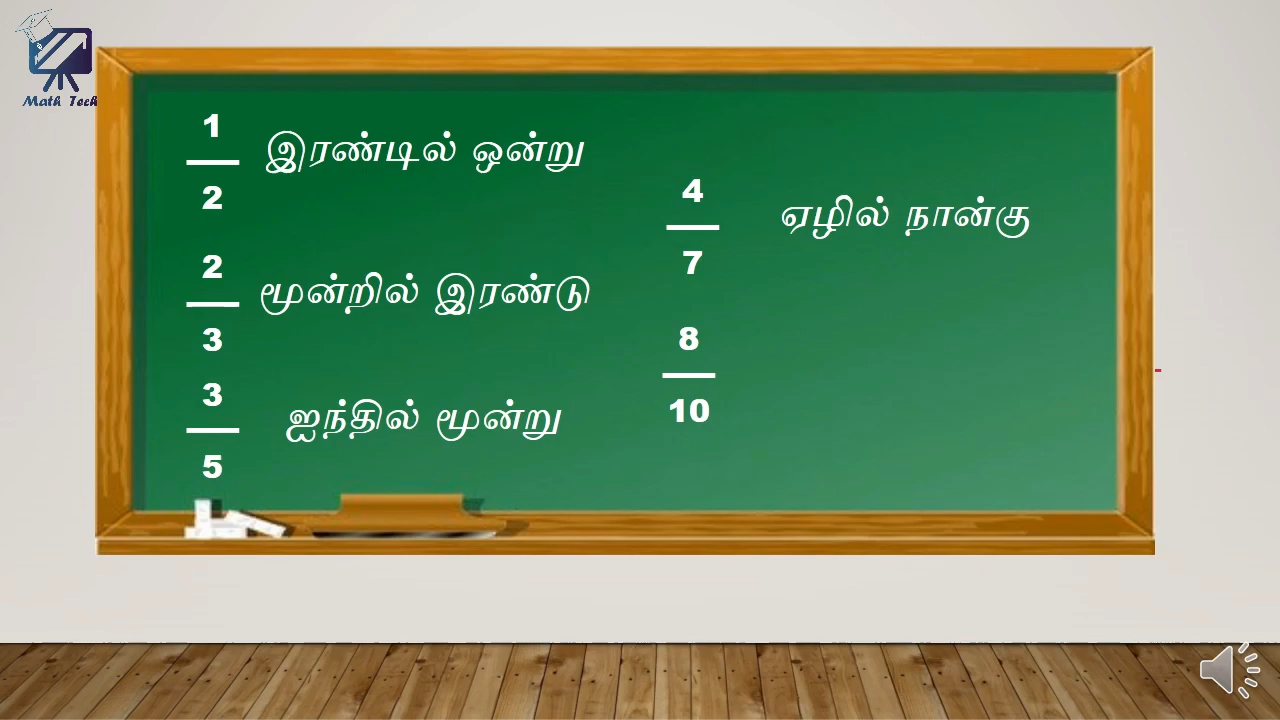 Math Tech
1/2 இரண்டில் ஒன்று
2/3 மூன்றில் இரண்டு
3/5 ஐந்தில் மூன்று
4/7 ஏழில் நான்கு
8/10